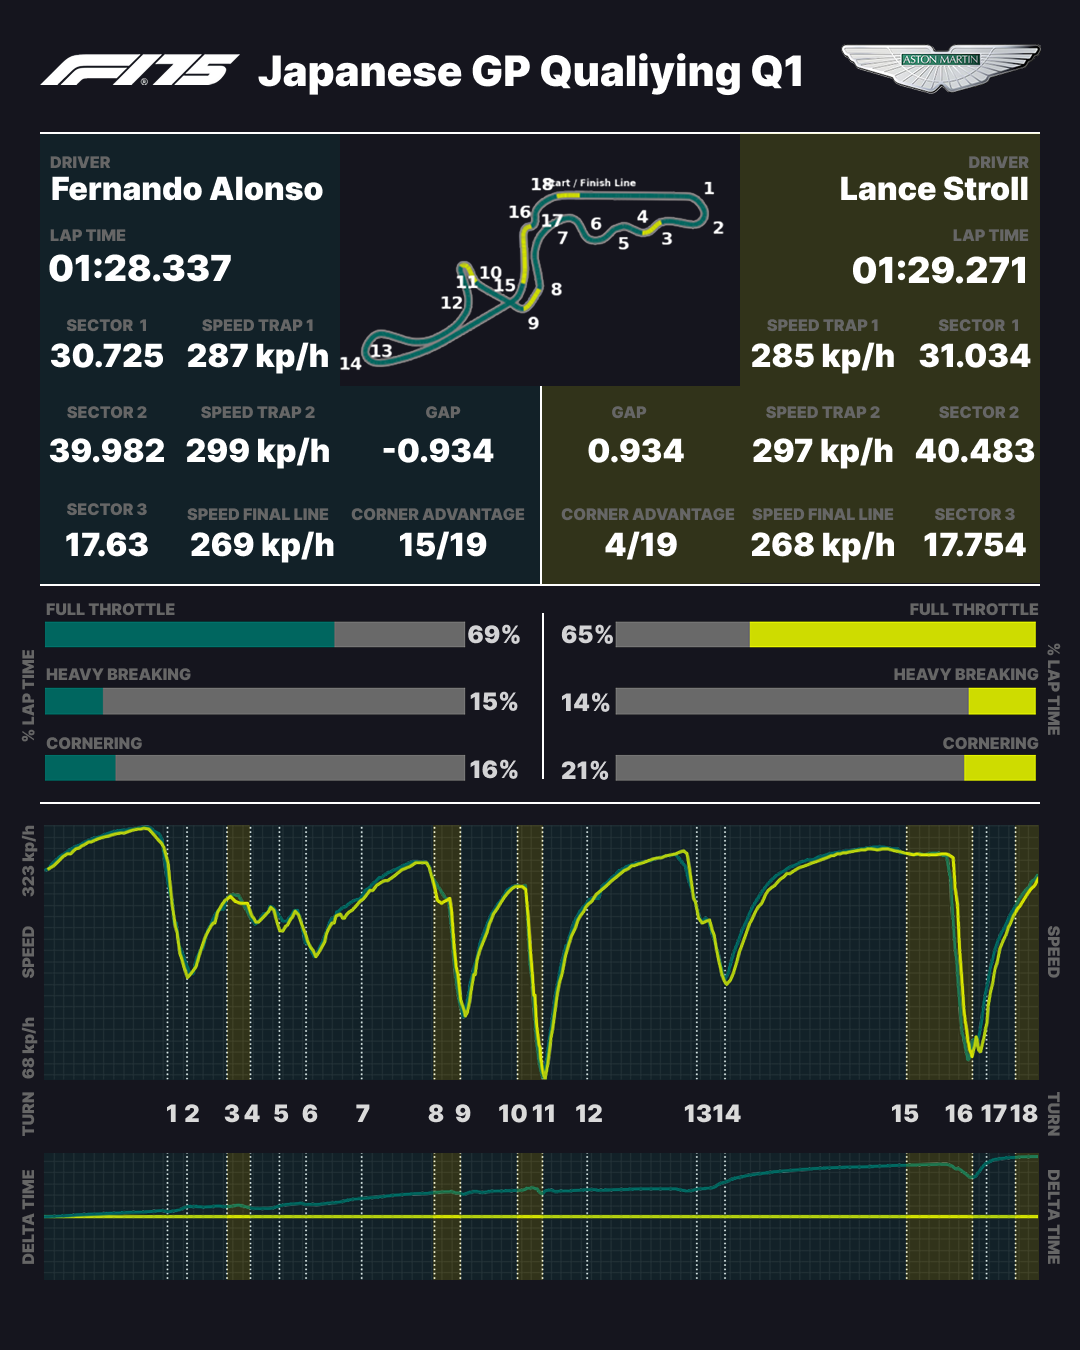 F1 75
Japanese GP Qualiying Q1
ASTON MARTIN
DRIVER
Fernando Alonso
LAP TIME
01:28.337
SECTOR 1 SPEED TRAP 1
30.725 287 kp/h
SECTOR 2 SPEED TRAP 2 GAP
39.982 299 kp/h -0.934
SECTOR 3 SPEED FINAL LINE CORNER ADVANTAGE
17.63 269 kp/h 15/19
18 Start / Finish Line 1
16 17 6 4 2
7 5 3
10
11 15 8
12 9
13
14
DRIVER
Lance Stroll
LAP TIME
01:29.271
SPEED TRAP 1 SECTOR 1
285 kp/h 31.034
GAP SPEED TRAP 2 SECTOR 2
0.934 297 kp/h 40.483
CORNER ADVANTAGE SPEED FINAL LINE SECTOR 3
4/19 268 kp/h 17.754
% LAP TIME
FULL THROTTLE
69%
HEAVY BREAKING
15%
CORNERING
16%
FULL THROTTLE
65%
HEAVY BREAKING
14%
CORNERING
21%
% LAP TIME
323 kp/h
SPEED
68 kp/h
SPEED
TURN 1 2 3 4 5 6 7 8 9 10 11 12 13 14 15 16 17 18 TURN
DELTA TIME
DELTA TIME